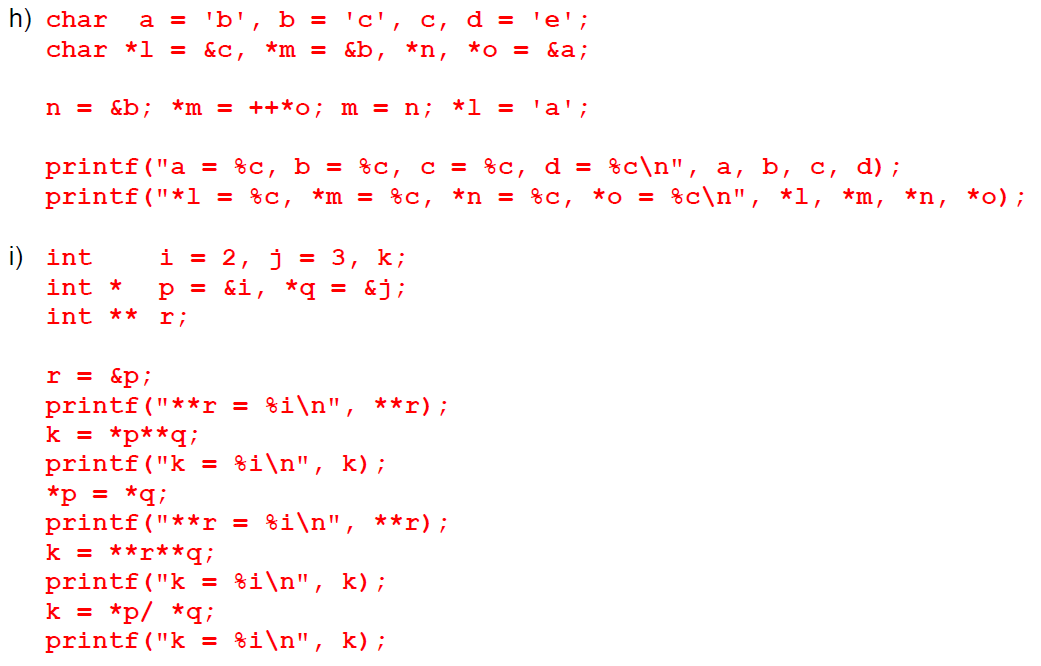 h) char  a = 'b', b = 'c', c, d = 'e';
char *l = &c, *m = &b, *n, *o = &a;
n = &b; *m = ++*o; m = n; *l = 'a';
printf("a = %c, b = %c, c = %c, d = %c\n", a, b, c, d);
printf("*l = %c, *m = %c, *n = %c, *o = %c\n", *l, *m, *n, *o);
i) int    i = 2, j = 3, k;
int *  p = &i, *q = &j;
int ** r;
r = &p;
printf("**r = %i\n", **r);
k = *p**q;
printf("k = %i\n", k);
*p = *q;
printf("**r = %i\n", **r);
k = **r**q;
printf("k = %i\n", k);
k = *p/ *q;
printf("k = %i\n", k);